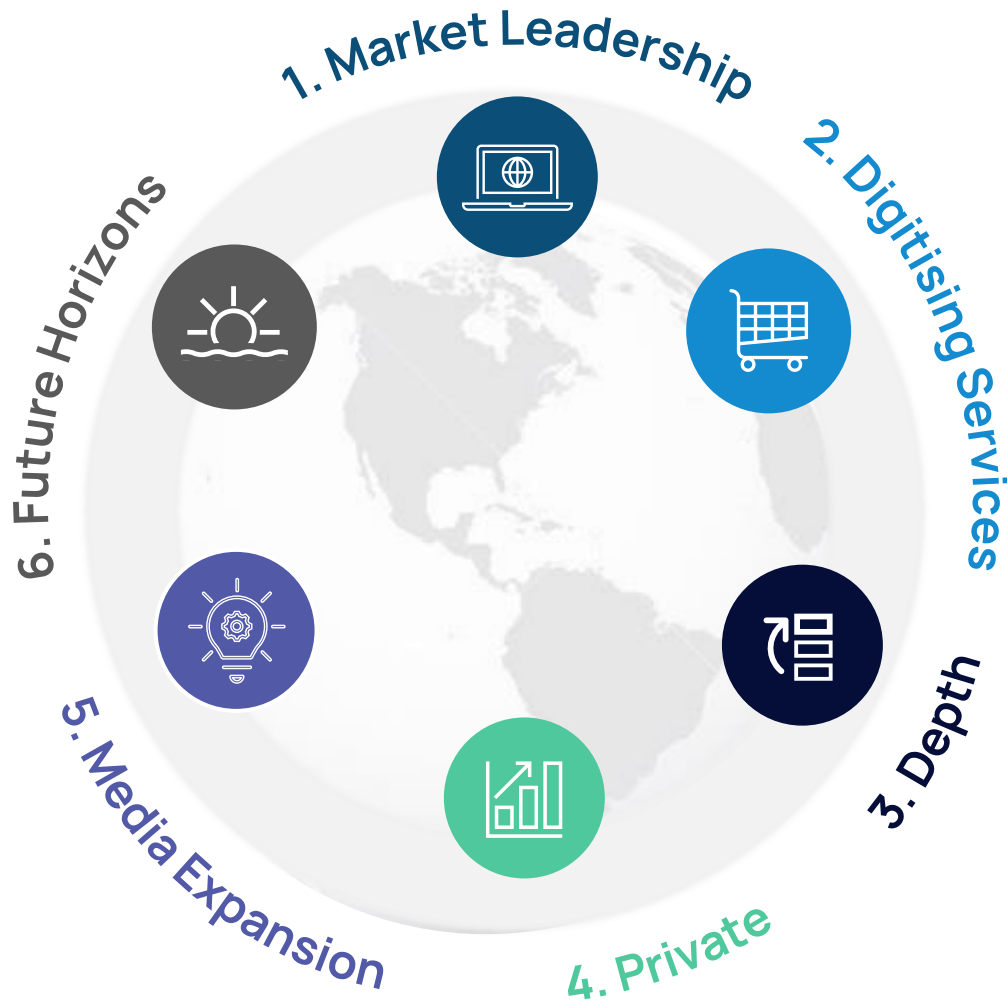 1. Market Leadership
2. Digitising Services
3. Depth
4. Private
5. Media Expansion
6. Future Horizons